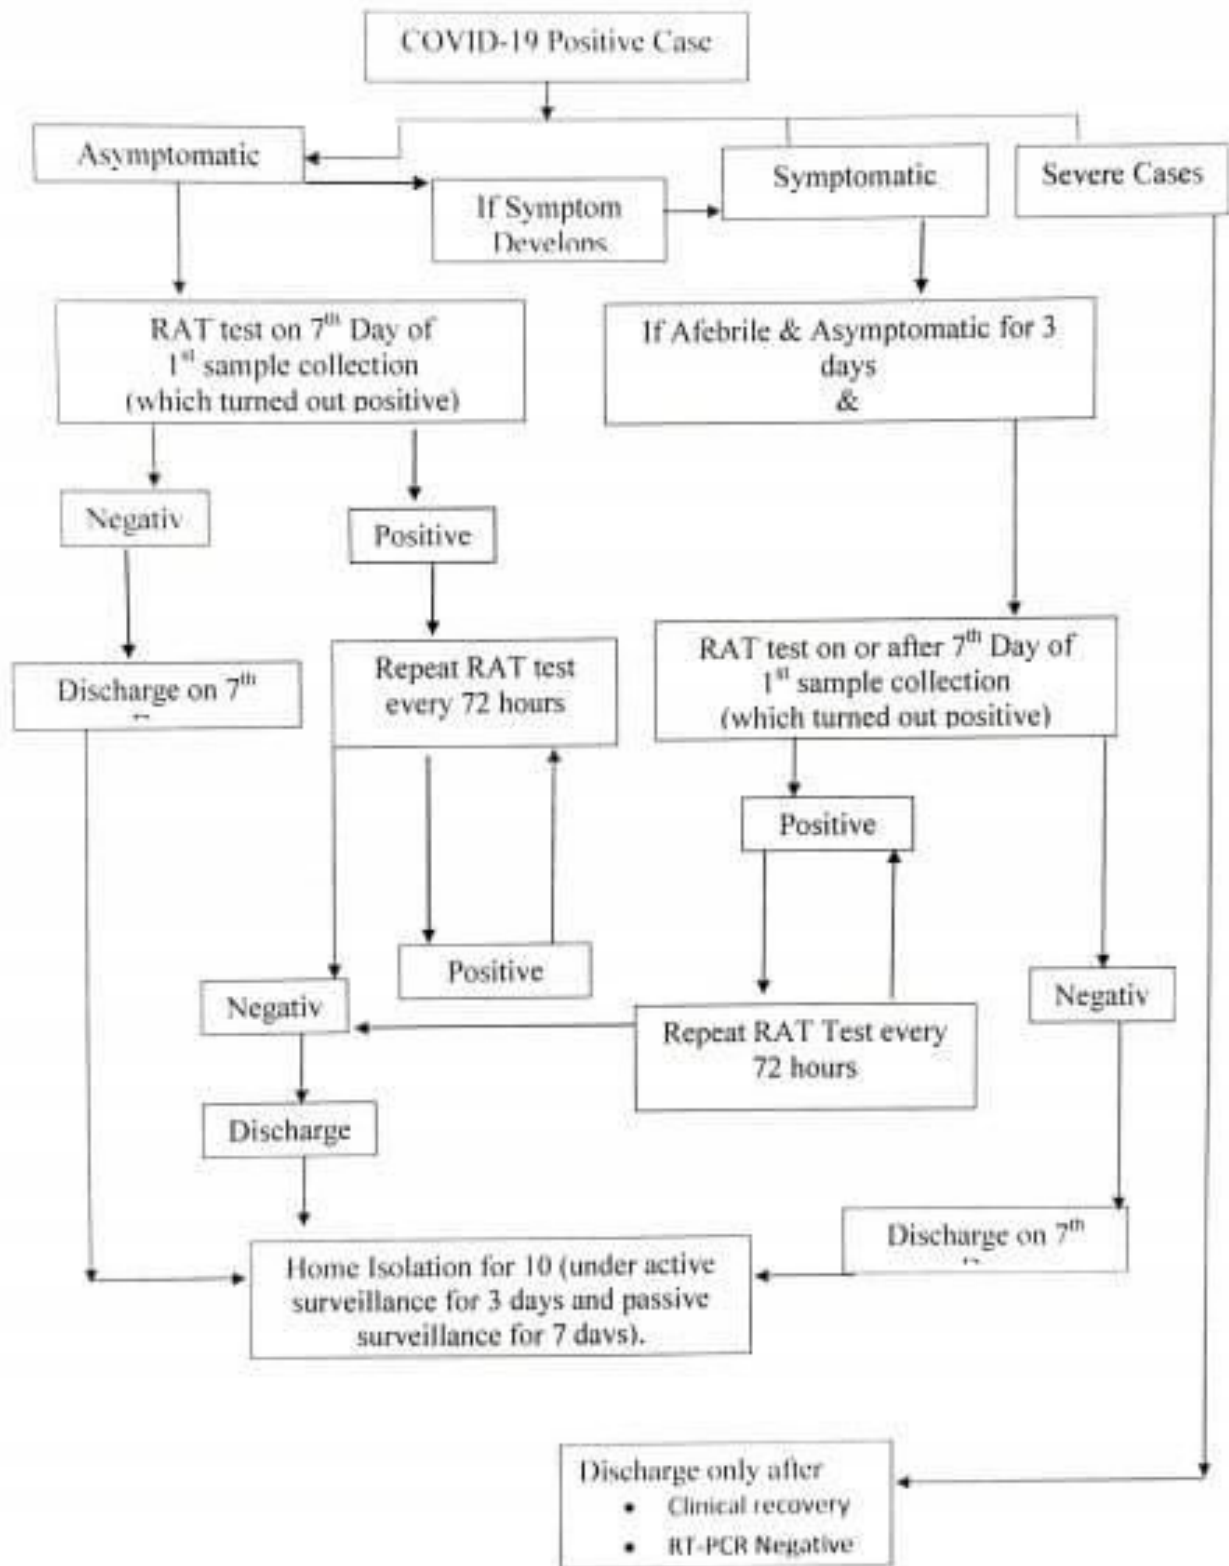 COVID-19 Positive Case
Asymptomatic
If Symptom
Develops
Symptomatic
Severe Cases
RAT test on 7th Day of
1st sample collection
(which turned out positive)
If Afebrile & Asymptomatic for 3
days
&
Negativ
Positive
Discharge on 7th
Repeat RAT test
every 72 hours
RAT test on or after 7th Day of
1st sample collection
(which turned out positive)
Positive
Positive
Negativ
Negativ
Repeat RAT Test every
72 hours
Discharge
Discharge on 7th
Home Isolation for 10 (under active
surveillance for 3 days and passive
surveillance for 7 days).
Discharge only after
• Clinical recovery
• RT-PCR Negative